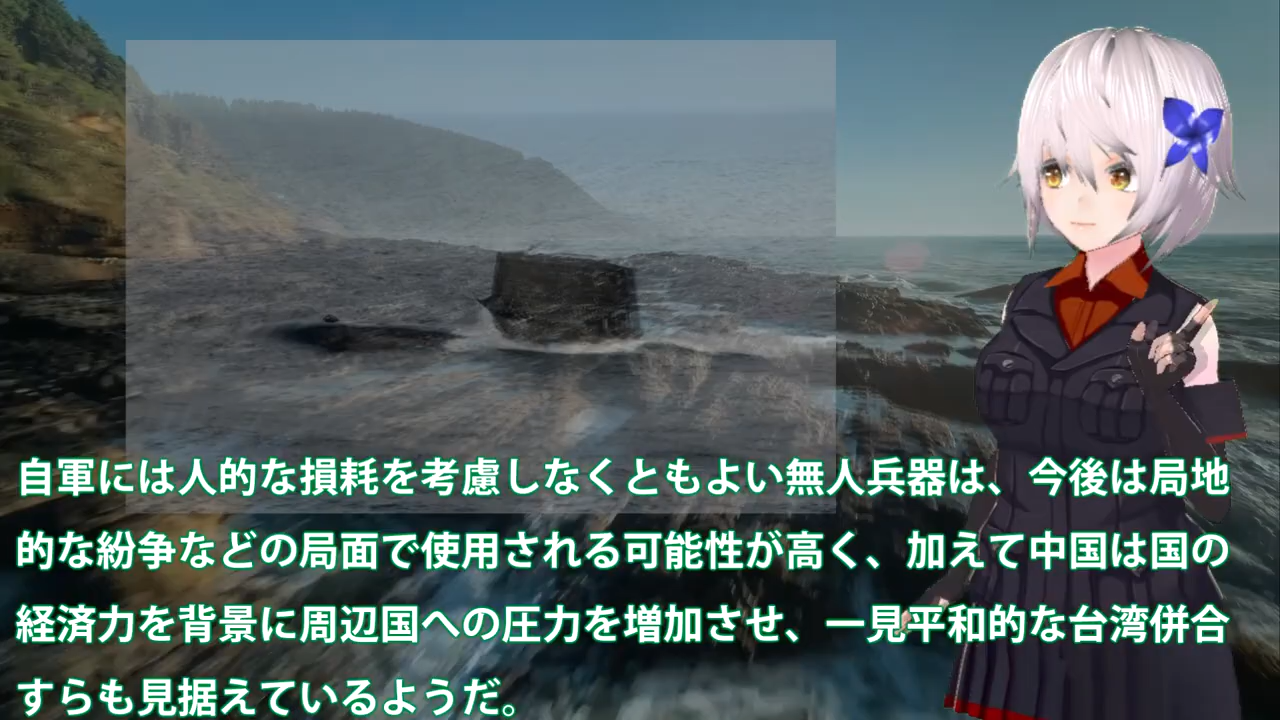 自軍には人的な損耗を考慮しなくともよい無人兵器は、今後は局地
的な紛争などの局面で使用される可能性が高く、加えて中国は国の
経済力を背景に周辺国への圧力を増加させ、一見平和的な台湾併合
すらも見据えているようだ。